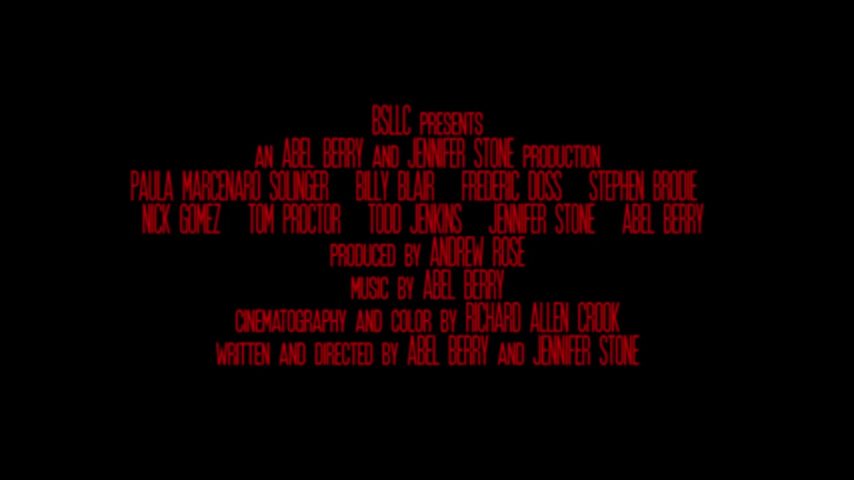 BSLLC PRESENTS
AN ABEL BERRY AND JENNIFER STONE PRODUCTION
PAULA MARCENARO SOLINGER BILLY BLAIR FREDERIC DOSS STEPHEN BRODIE
NICK GOMEZ TOM PROCTOR TODD JENKINS JENNIFER STONE ABEL BERRY
PRODUCED BY ANDREW ROSE
MUSIC BY ABEL BERRY
CINEMATOGRAPHY AND COLOR BY RICHARD ALLEN CROOK
WRITTEN AND DIRECTED BY ABEL BERRY AND JENNIFER STONE